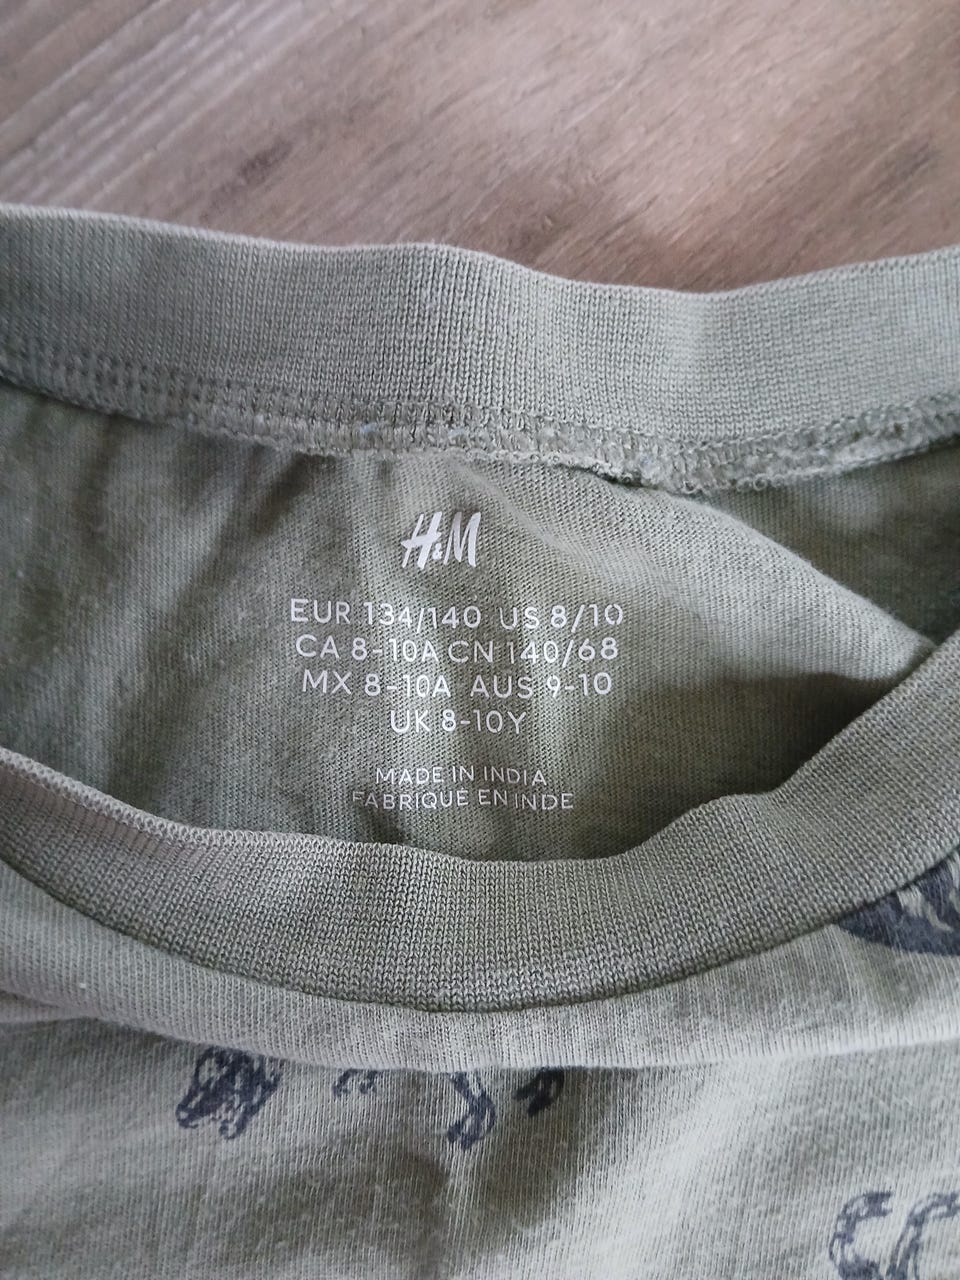 H&M
EUR 134/140 US 8/10
CA 8-10A CN 140/68
MX 8-10A AUS 9-10
UK 8-10Y
MADE IN INDIA
FABRIQUE EN INDE